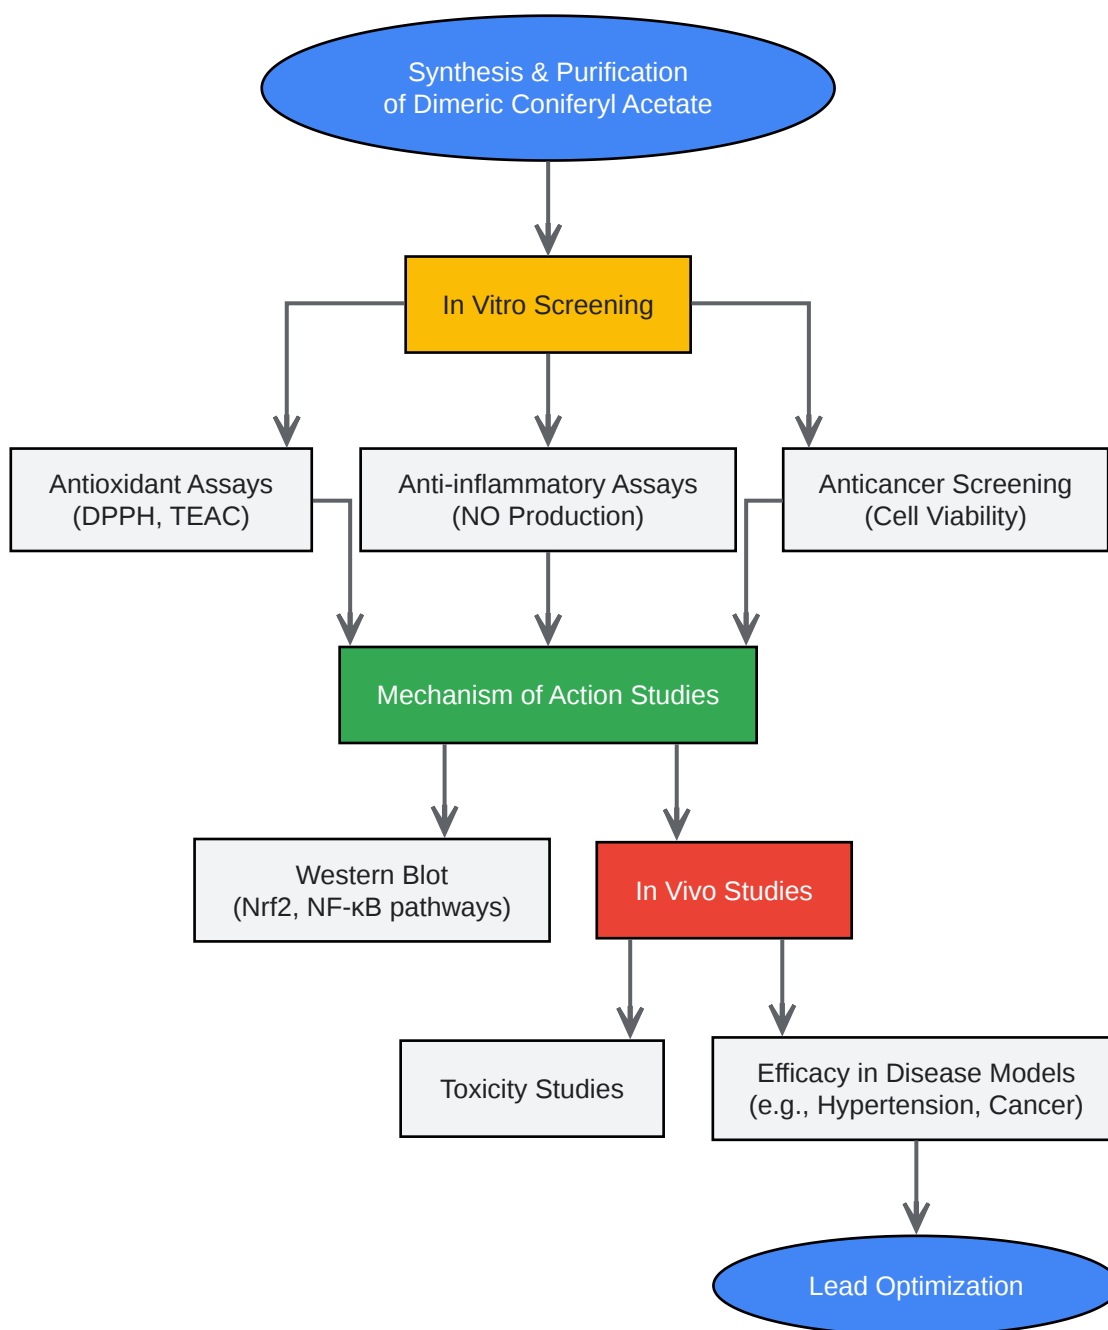 Synthesis & Purification
of Dimeric Coniferyl Acetate
In Vitro Screening
Antioxidant Assays
(DPPH, TEAC)
Anti-inflammatory Assays
(NO Production)
Anticancer Screening
(Cell Viability)
Mechanism of Action Studies
Western Blot
(Nrf2, NF-κB pathways)
In Vivo Studies
Toxicity Studies
Efficacy in Disease Models
(e.g., Hypertension, Cancer)
Lead Optimization